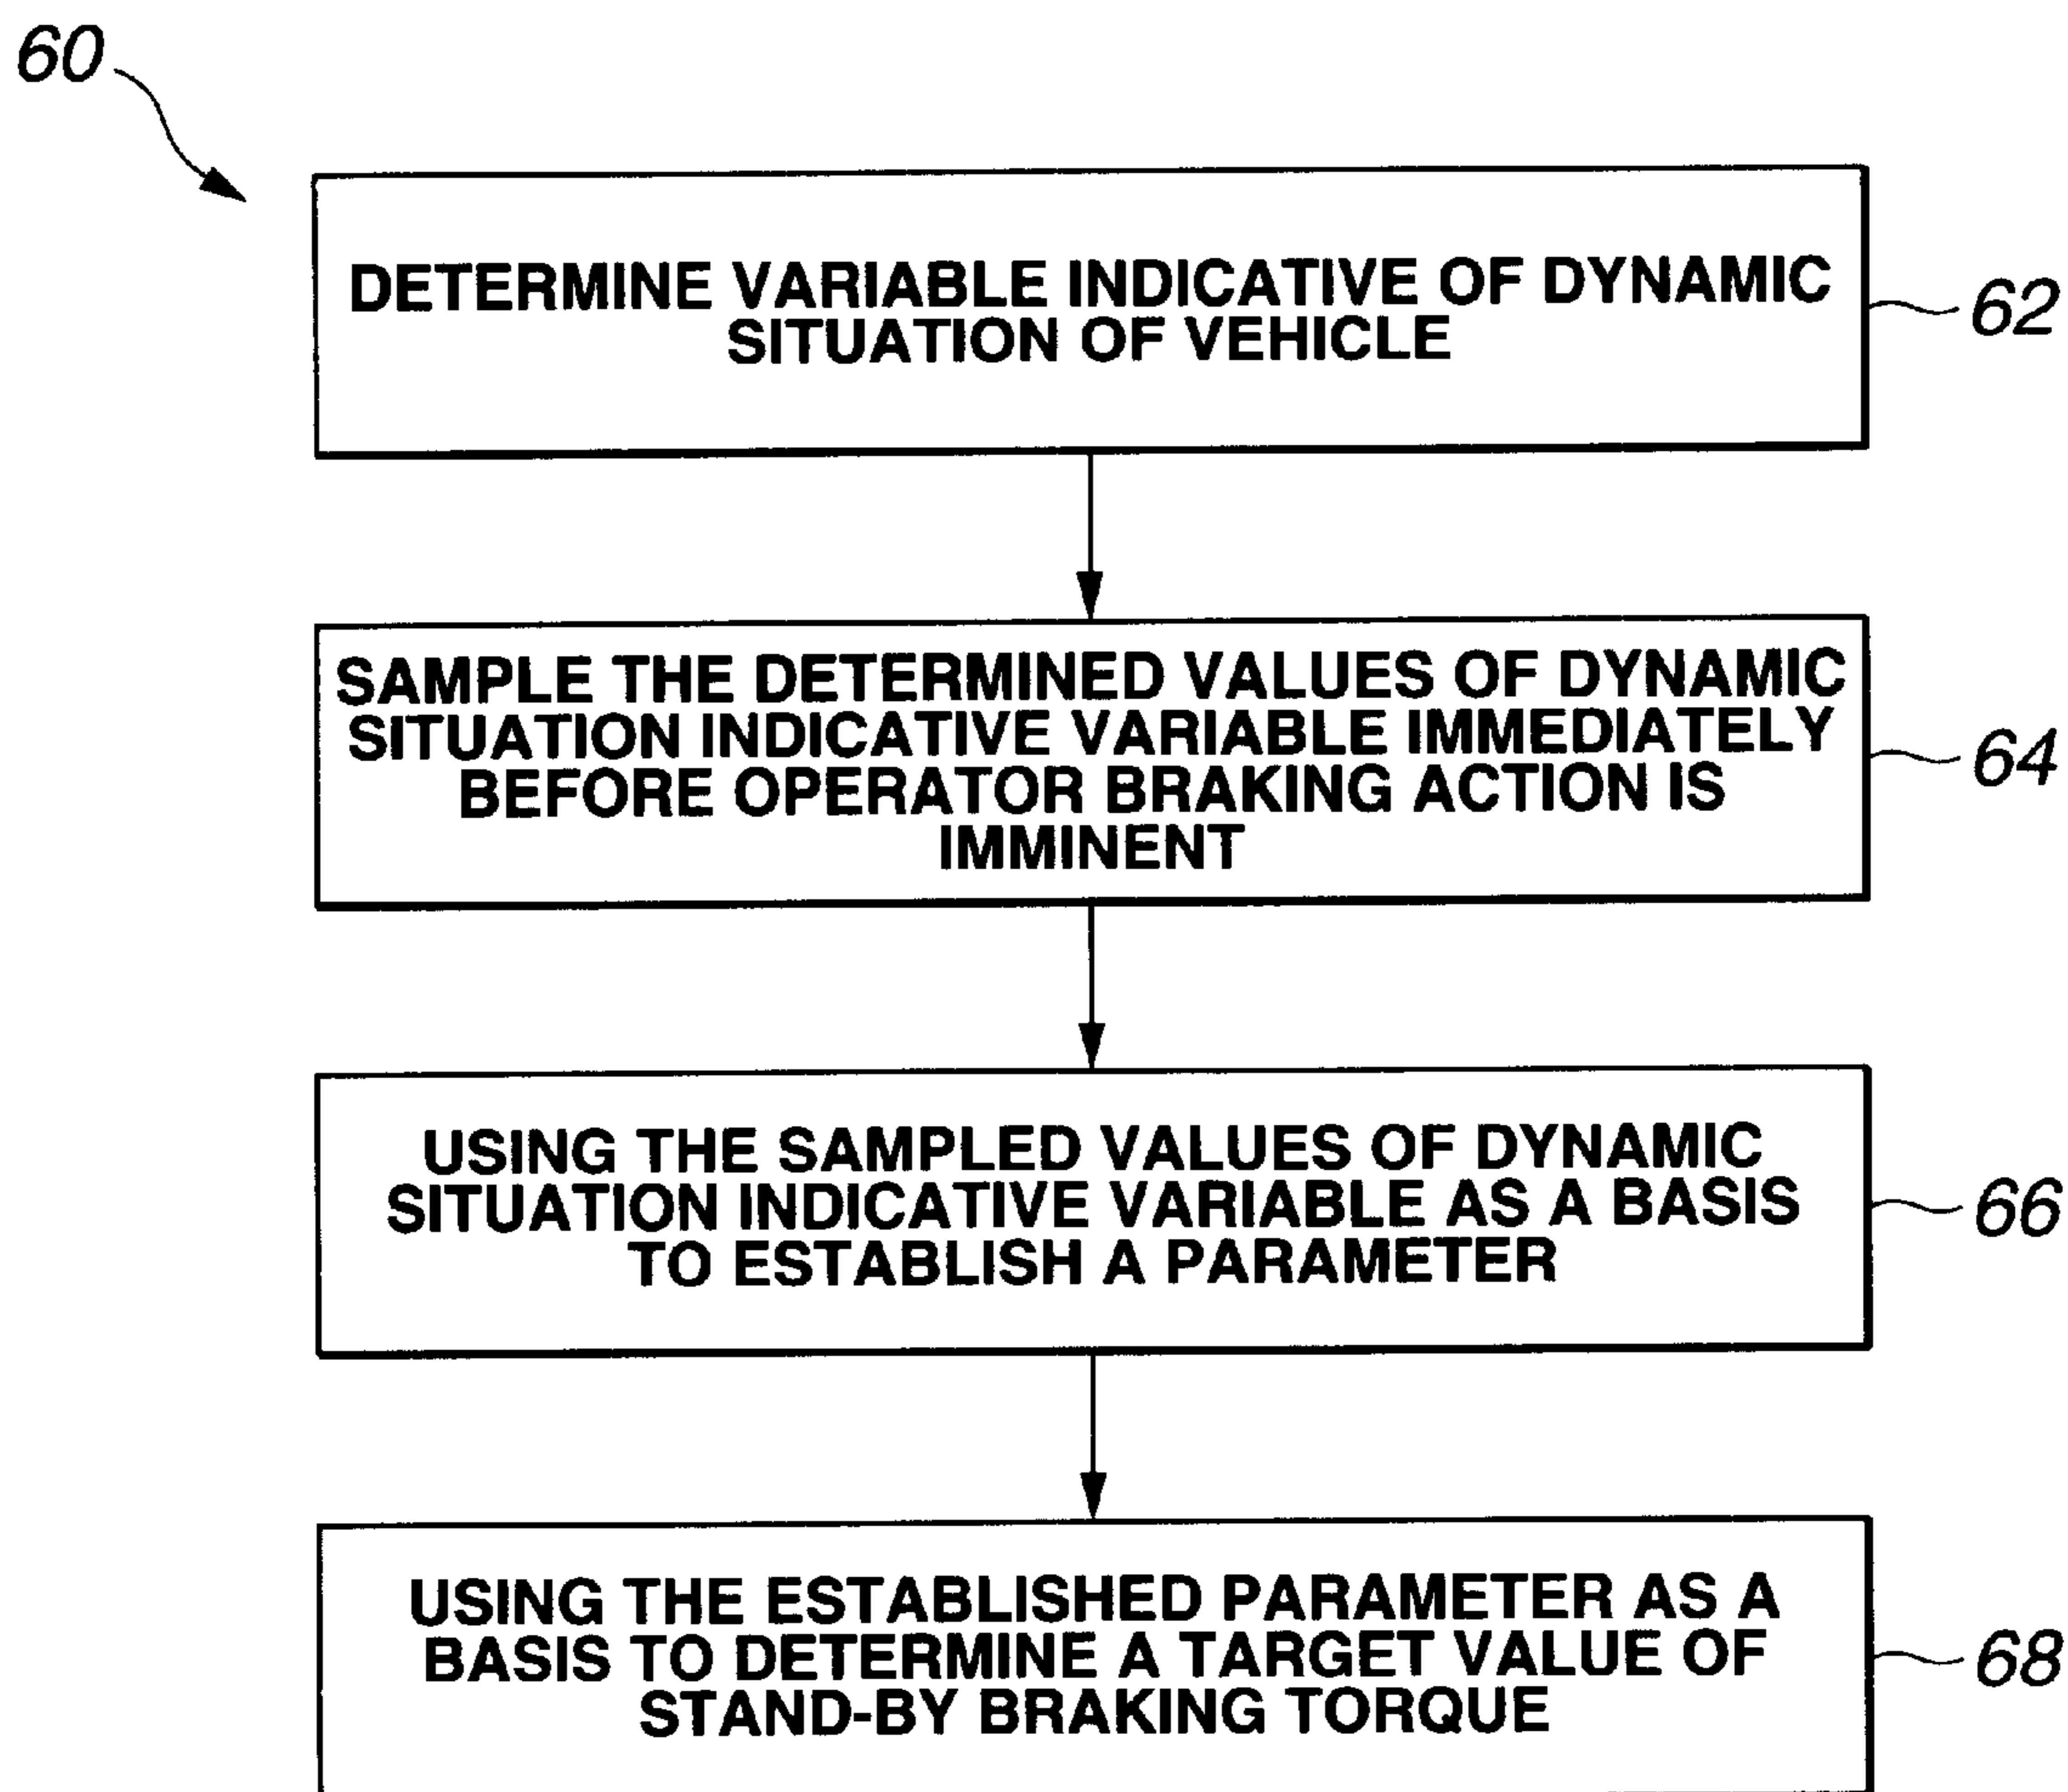 60
DETERMINE VARIABLE INDICATIVE OF DYNAMIC
SITUATION OF VEHICLE
62
SAMPLE THE DETERMINED VALUES OF DYNAMIC
SITUATION INDICATIVE VARIABLE IMMEDIATELY
BEFORE OPERATOR BRAKING ACTION IS
IMMINENT
64
USING THE SAMPLED VALUES OF DYNAMIC
SITUATION INDICATIVE VARIABLE AS A BASIS
TO ESTABLISH A PARAMETER
66
USING THE ESTABLISHED PARAMETER AS A
BASIS TO DETERMINE A TARGET VALUE OF
STAND-BY BRAKING TORQUE
68